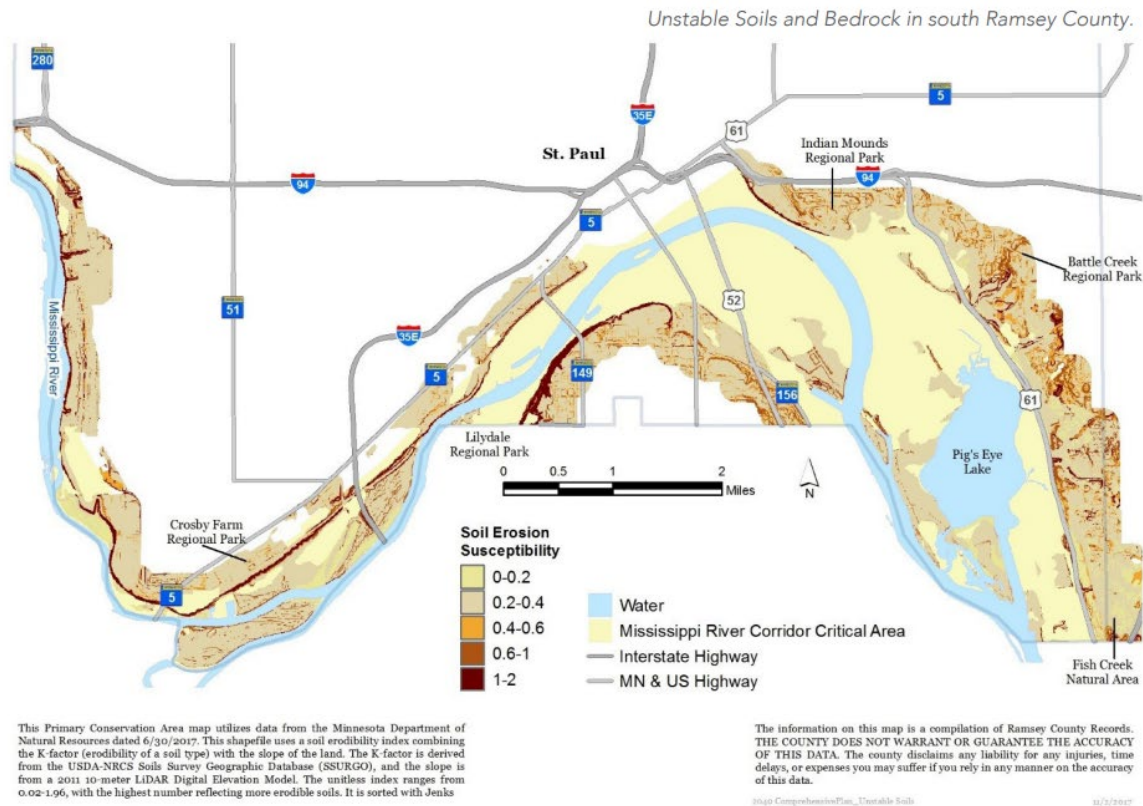 Unstable Soils and Bedrock in south Ramsey County.
280
5
35E
61
St. Paul
Indian Mounds
Regional Park
94
94
5
Battle Creek
Regional Park
51
52
Mississippi River
35E
5
149
156
61
Lilydale
Regional Park
Pig's Eye
Lake
0 0.5 1 2
Miles
N
Crosby Farm
Regional Park
5
Soil Erosion
Susceptibility
0-0.2
0.2-0.4
0.4-0.6
0.6-1
1-2
Water
Mississippi River Corridor Critical Area
Interstate Highway
MN & US Highway
Fish Creek
Natural Area
This Primary Conservation Area map utilizes data from the Minnesota Department of
Natural Resources dated 6/30/2017. This shapefile uses a soil erodibility index combining
the K-factor (erodibility of a soil type) with the slope of the land. The K-factor is derived
from the USDA-NRCS Soils Survey Geographic Database (SSURGO), and the slope is
from a 2011 10-meter LiDAR Digital Elevation Model. The unitless index ranges from
0.02-1.96, with the highest number reflecting more erodible soils. It is sorted with Jenks
The information on this map is a compilation of Ramsey County Records.
THE COUNTY DOES NOT WARRANT OR GUARANTEE THE ACCURACY
OF THIS DATA. The county disclaims any liability for any injuries, time
delays, or expenses you may suffer if you rely in any manner on the accuracy
of this data.
2040 ComprehensivePlan_Unstable Soils
11/2/2017